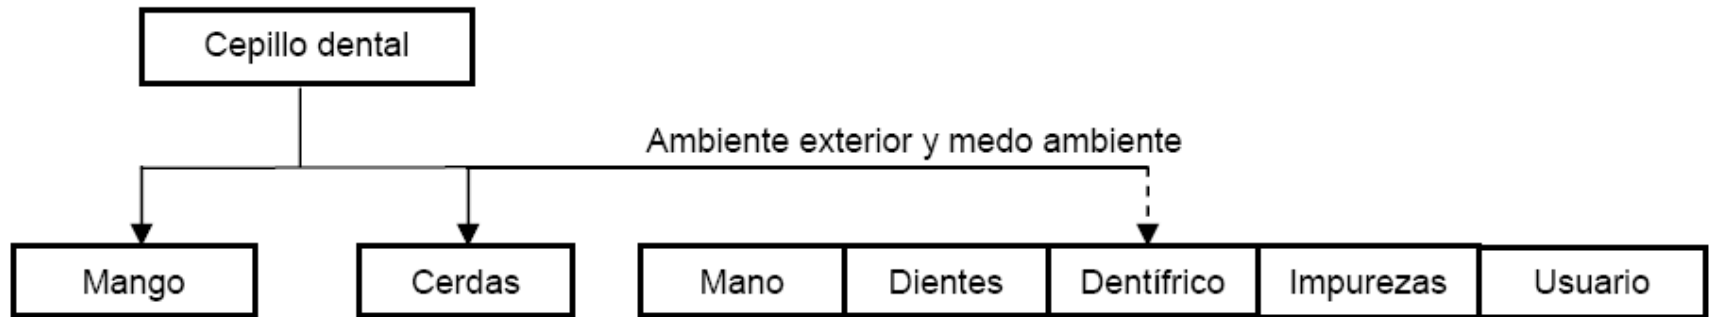 Cepillo dental
Ambiente exterior y medo ambiente
Mango
Cerdas
Mano
Dientes
Dentífrico
Impurezas
Usuario